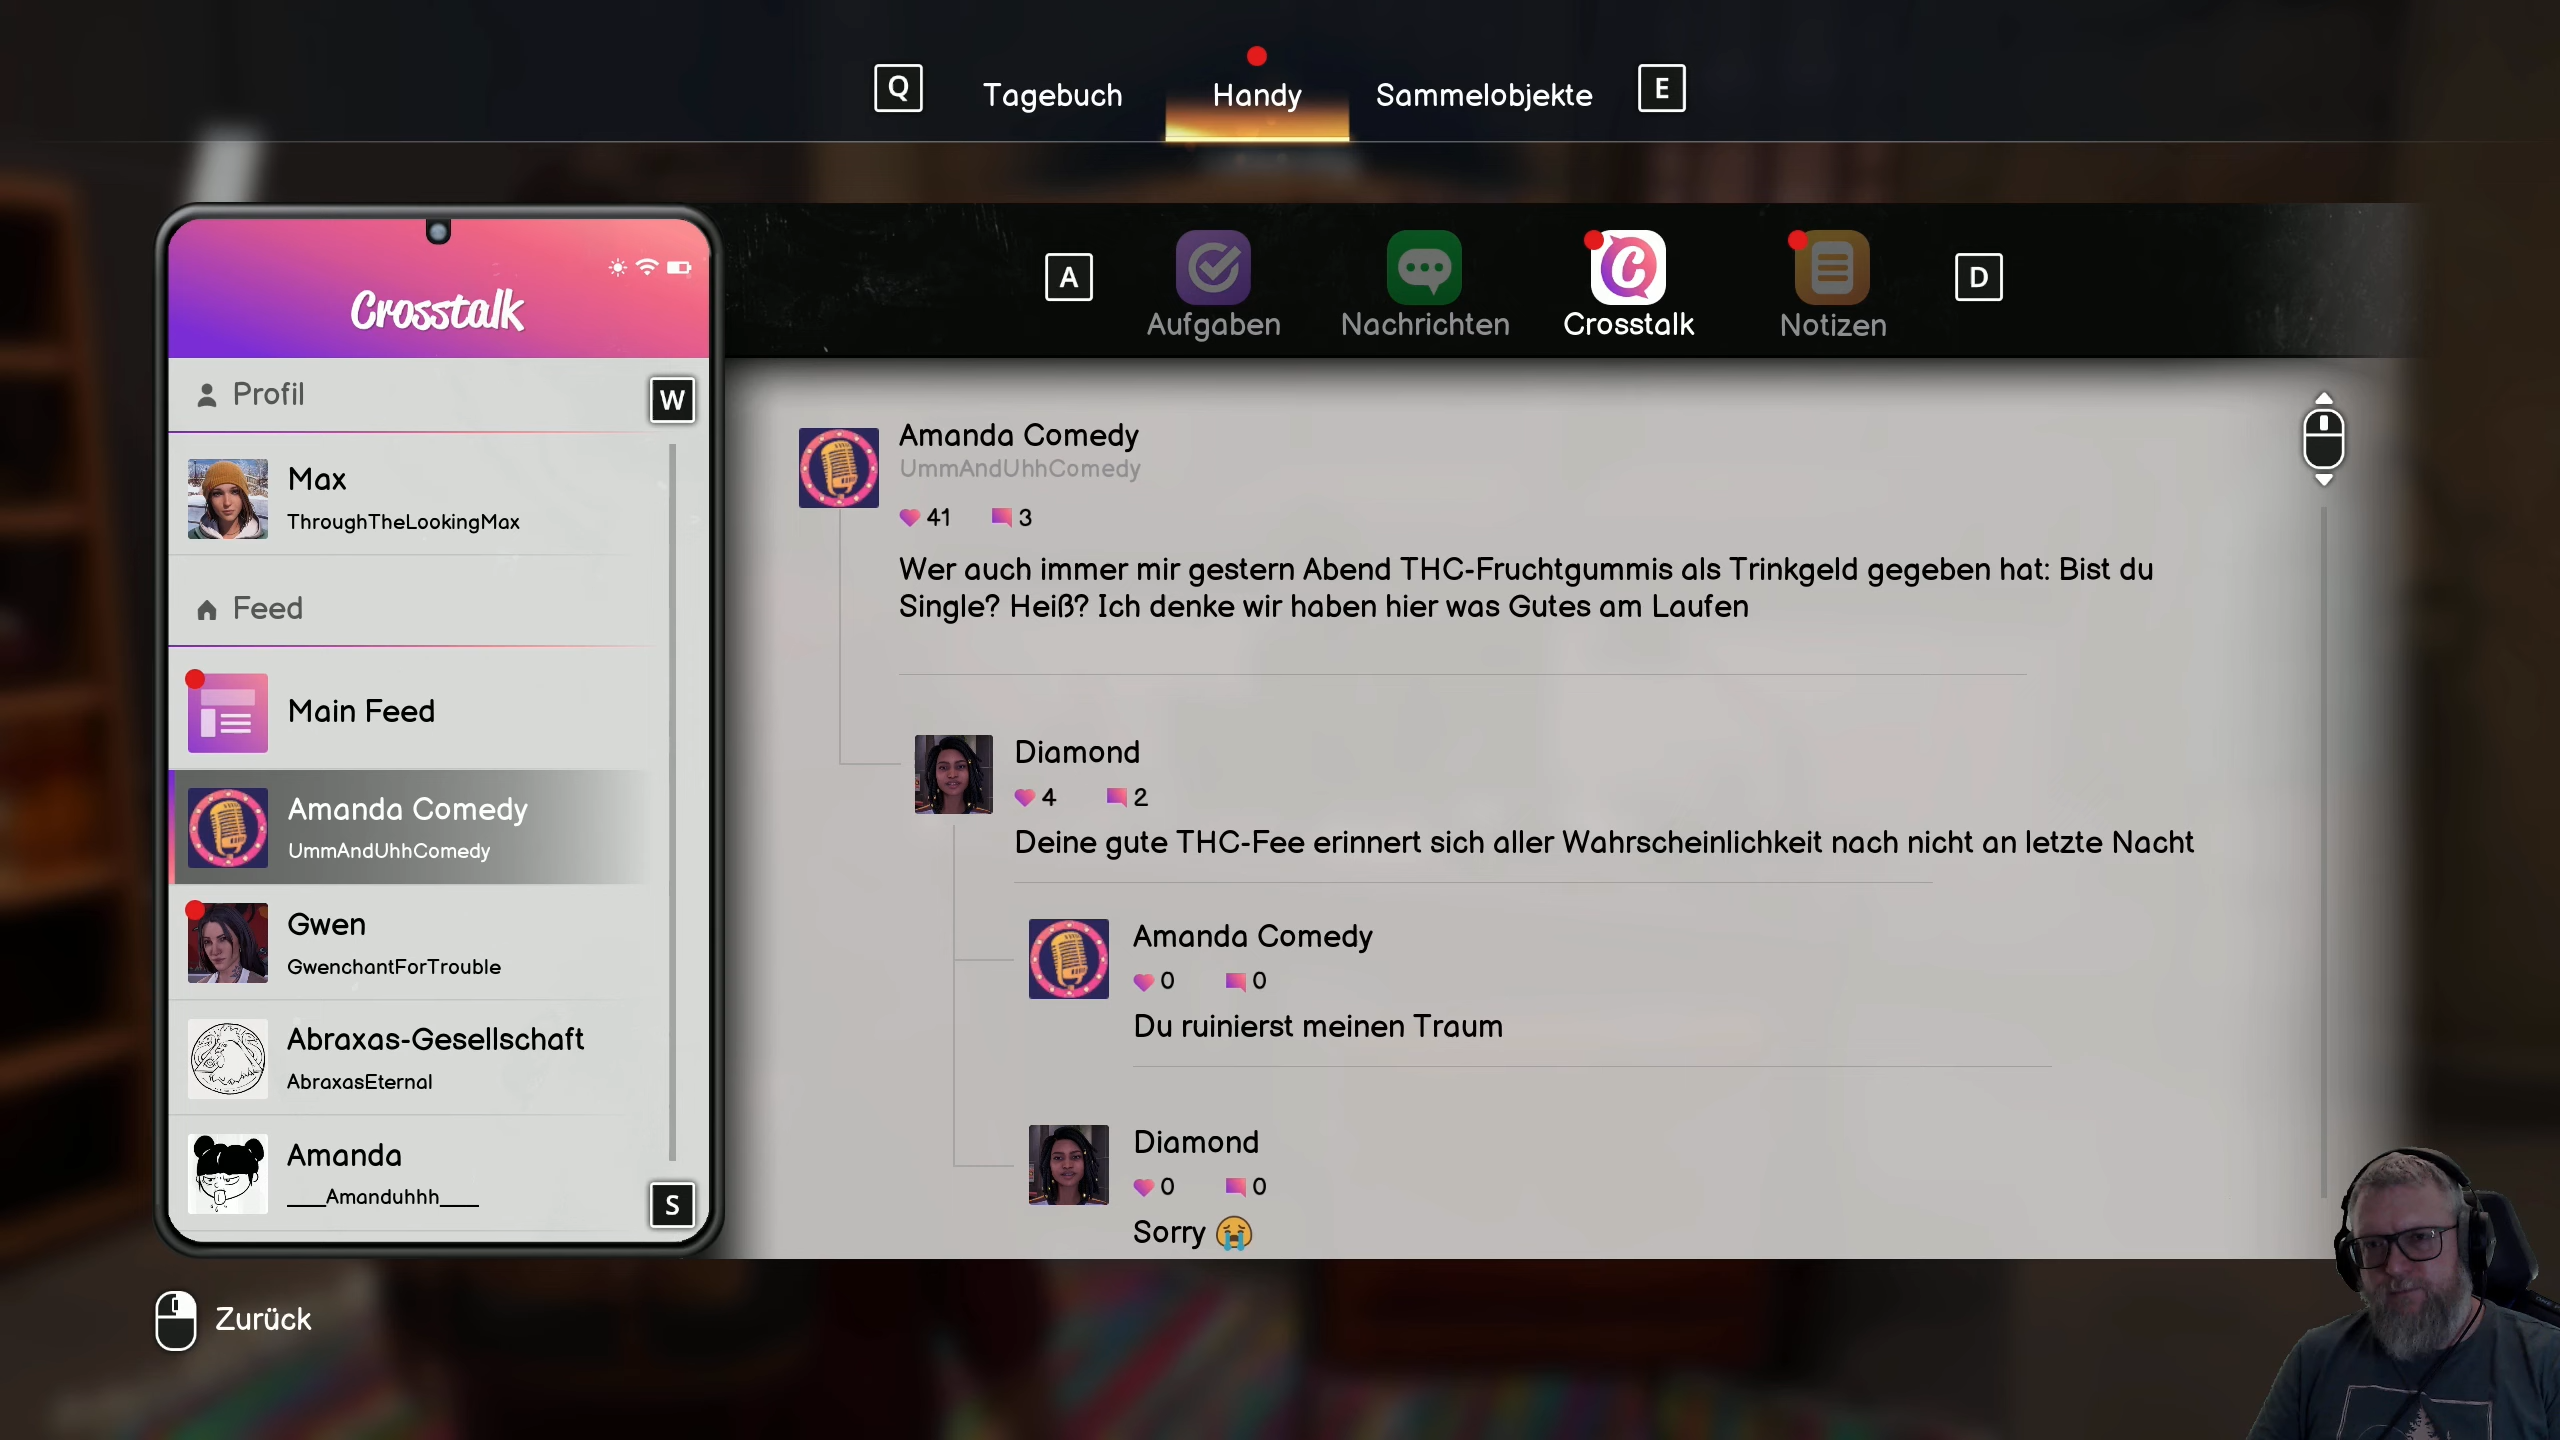 Q
Tagebuch
Handy
Sammelobjekte
E
Crosstalk
A
Aufgaben
Nachrichten
Crosstalk
Notizen
D
Profil
W
Max
ThroughTheLookingMax
Feed
Main Feed
Amanda Comedy
UmmAndUhhComedy
Gwen
GwenchantForTrouble
Abraxas-Gesellschaft
AbraxasEternal
Amanda
___Amanduhhh___
S
Amanda Comedy
UmmAndUhhComedy
41 3
Wer auch immer mir gestern Abend THC-Fruchtgummis als Trinkgeld gegeben hat: Bist du
Single? Heiß? Ich denke wir haben hier was Gutes am Laufen
Diamond
4 2
Deine gute THC-Fee erinnert sich aller Wahrscheinlichkeit nach nicht an letzte Nacht
Amanda Comedy
0 0
Du ruinierst meinen Traum
Diamond
0 0
Sorry 😭
Zurück